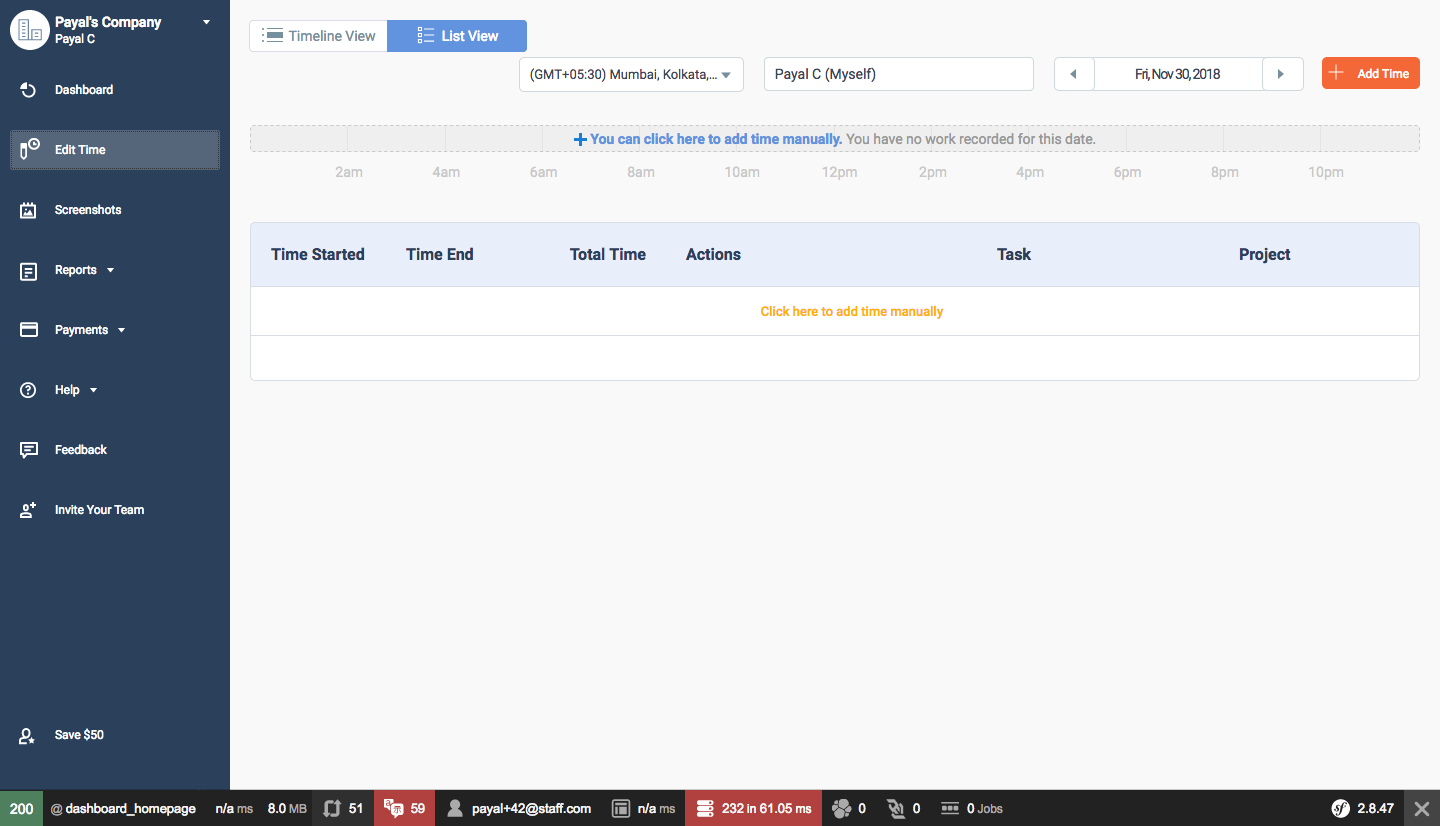 Payal's Company
Payal C
Dashboard
Edit Time
Screenshots
Reports
Payments
Help
Feedback
Invite Your Team
Save $50
Timeline View
List View
(GMT+05:30) Mumbai, Kolkata,...
Payal C (Myself)
Fri, Nov 30, 2018
Add Time
You can click here to add time manually. You have no work recorded for this date.
2am 4am 6am 8am 10am 12pm 2pm 4pm 6pm 8pm 10pm
Time Started Time End Total Time Actions Task Project
Click here to add time manually
200 @ dashboard_homepage n/a ms 8.0 MB 51 59 payal+42@staff.com n/a ms 232 in 61.05 ms 0 0 0 Jobs sf 2.8.47